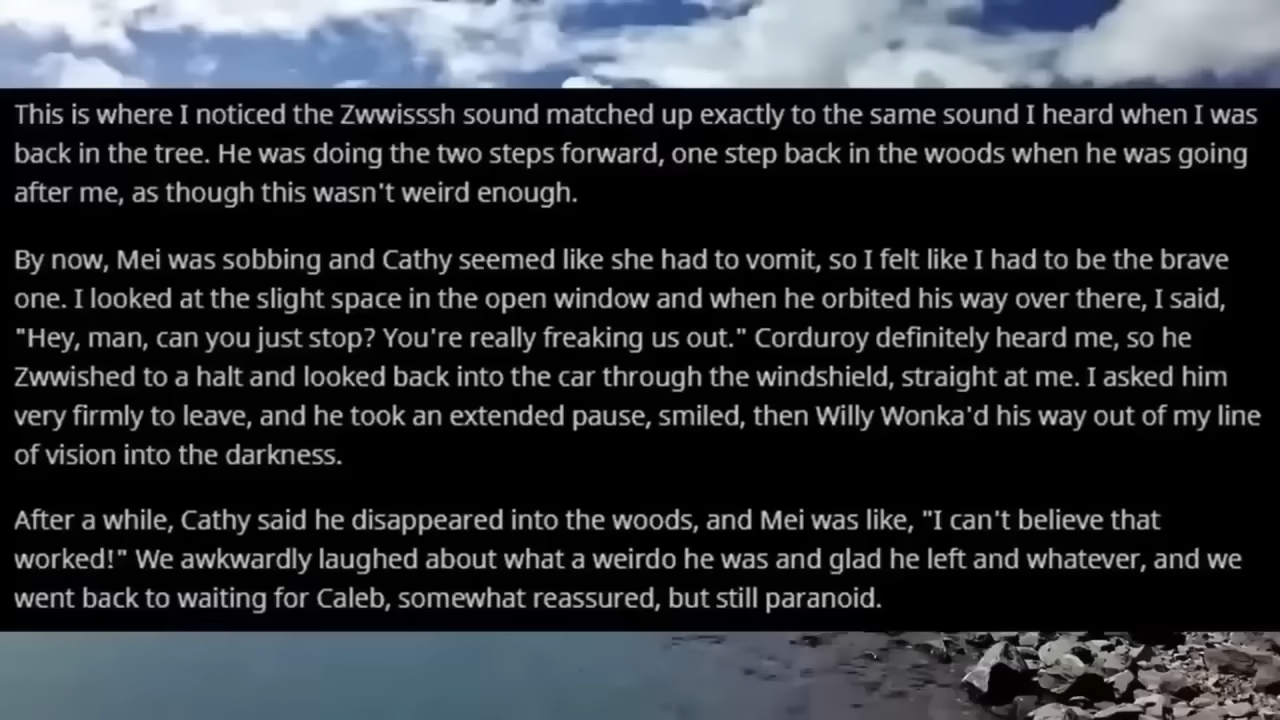 This is where I noticed the Zwwisssh sound matched up exactly to the same sound I heard when I was
back in the tree. He was doing the two steps forward, one step back in the woods when he was going
after me, as though this wasn't weird enough.
By now, Mei was sobbing and Cathy seemed like she had to vomit, so I felt like I had to be the brave
one. I looked at the slight space in the open window and when he orbited his way over there, I said,
"Hey, man, can you just stop? You're really freaking us out." Corduroy definitely heard me, so he
Zwwished to a halt and looked back into the car through the windshield, straight at me. I asked him
very firmly to leave, and he took an extended pause, smiled, then Willy Wonka'd his way out of my line
of vision into the darkness.
After a while, Cathy said he disappeared into the woods, and Mei was like, "I can't believe that
worked!" We awkwardly laughed about what a weirdo he was and glad he left and whatever, and we
went back to waiting for Caleb, somewhat reassured, but still paranoid.